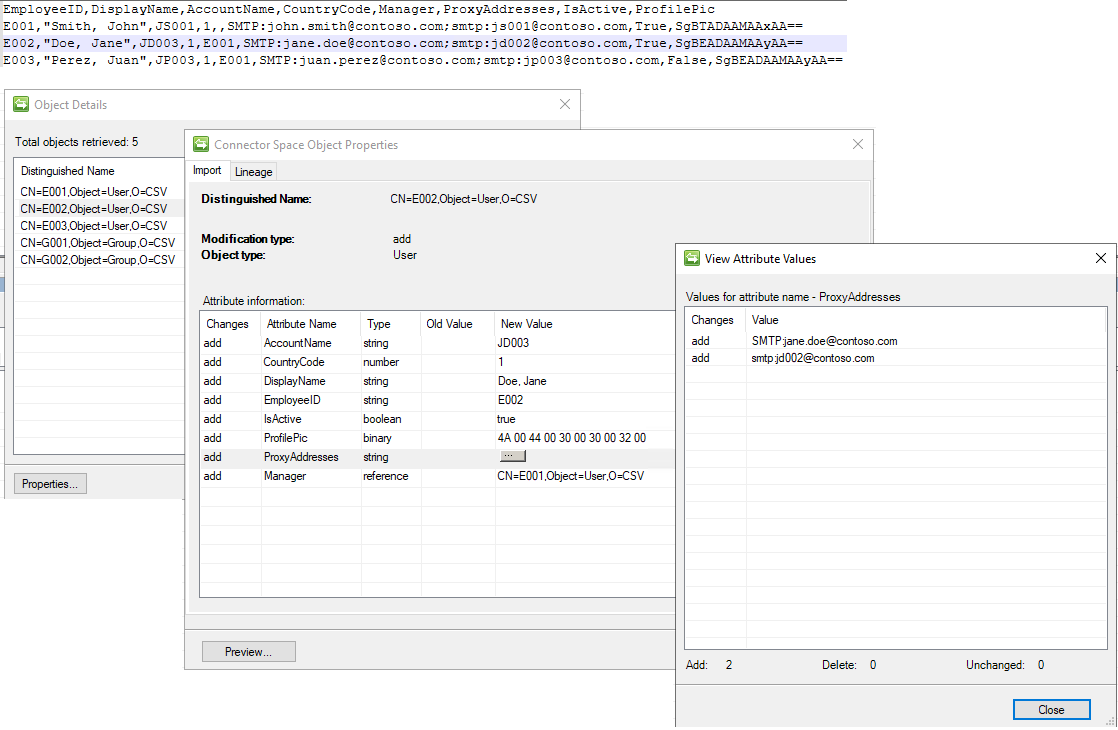 EmployeeID,DisplayName,AccountName,CountryCode,Manager,ProxyAddresses,IsActive,ProfilePic
E001,"Smith, John",JS001,1,,SMTP:john.smith@contoso.com;smtp:js001@contoso.com,True,SgBTADAAMAAxAA==
E002,"Doe, Jane",JD003,1,E001,SMTP:jane.doe@contoso.com;smtp:jd002@contoso.com,True,SgBEADAAMAAyAA==
E003,"Perez, Juan",JP003,1,E001,SMTP:juan.perez@contoso.com;smtp:jp003@contoso.com,False,SgBEADAAMAAyAA==
Object Details
Total objects retrieved: 5
Distinguished Name
CN=E001,Object=User,O=CSV
CN=E002,Object=User,O=CSV
CN=E003,Object=User,O=CSV
CN=G001,Object=Group,O=CSV
CN=G002,Object=Group,O=CSV
Properties...
Connector Space Object Properties
Import Lineage
Distinguished Name: CN=E002,Object=User,O=CSV
Modification type: add
Object type: User
Attribute information:
Changes Attribute Name Type Old Value New Value
add AccountName string JD003
add CountryCode number 1
add DisplayName string Doe, Jane
add EmployeeID string E002
add IsActive boolean true
add ProfilePic binary 4A 00 44 00 30 00 30 00 32 00
add ProxyAddresses string ...
add Manager reference CN=E001,Object=User,O=CSV
Preview...
View Attribute Values
Values for attribute name - ProxyAddresses
Changes Value
add SMTP:jane.doe@contoso.com
add smtp:jd002@contoso.com
Add: 2 Delete: 0 Unchanged: 0
Close